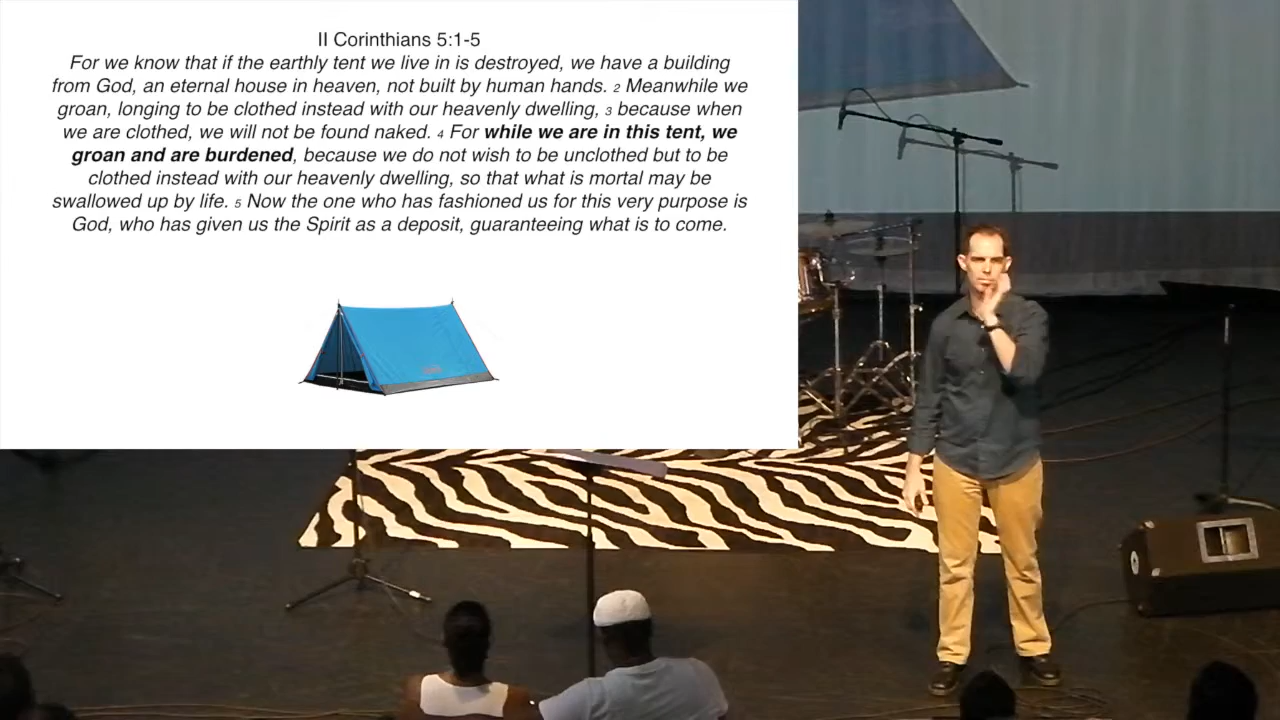 II Corinthians 5:1-5
For we know that if the earthly tent we live in is destroyed, we have a building
from God, an eternal house in heaven, not built by human hands. 2 Meanwhile we
groan, longing to be clothed instead with our heavenly dwelling, 3 because when
we are clothed, we will not be found naked. 4 For while we are in this tent, we
groan and are burdened, because we do not wish to be unclothed but to be
clothed instead with our heavenly dwelling, so that what is mortal may be
swallowed up by life. 5 Now the one who has fashioned us for this very purpose is
God, who has given us the Spirit as a deposit, guaranteeing what is to come.